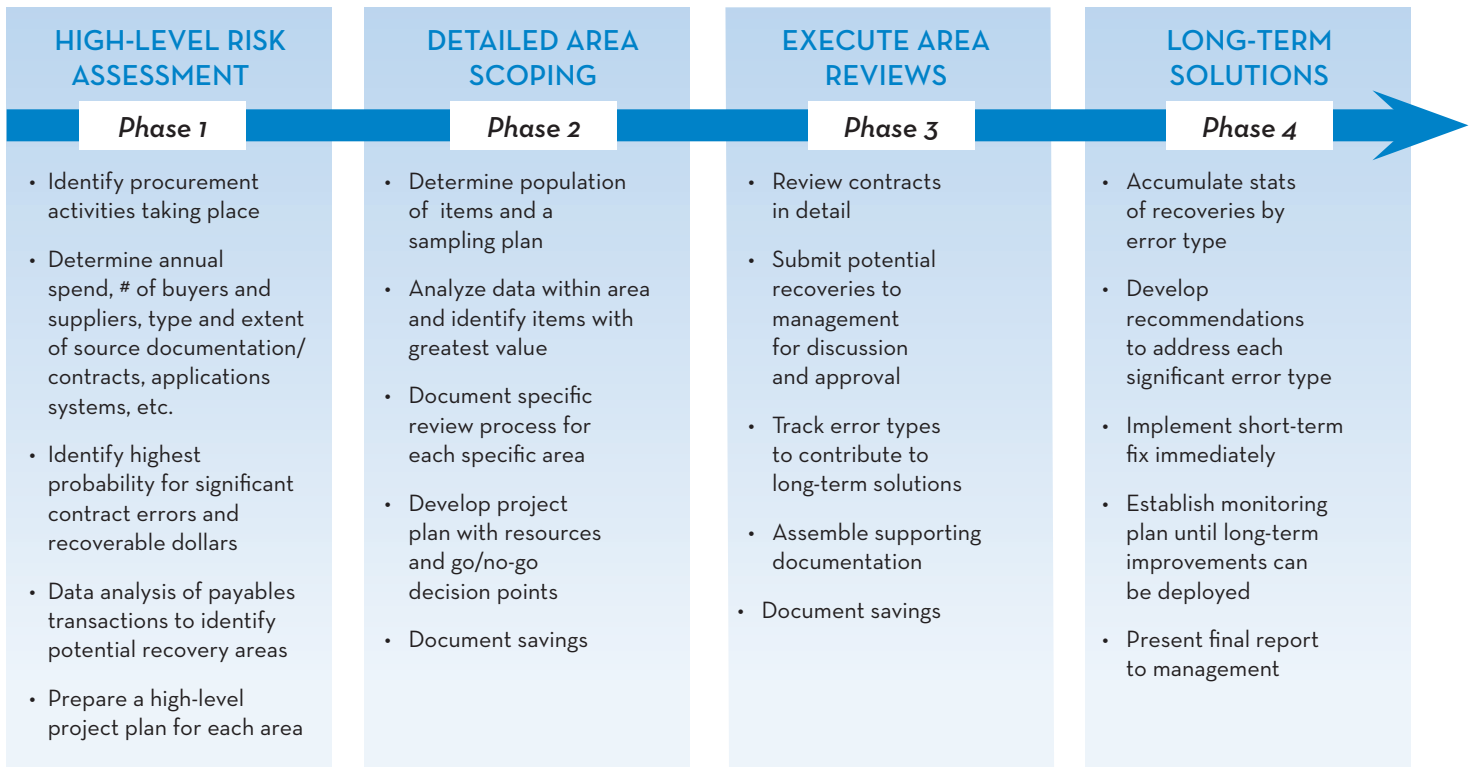 HIGH-LEVEL RISK
ASSESSMENT
Phase 1
• Identify procurement
activities taking place
• Determine annual
spend, # of buyers and
suppliers, type and extent
of source documentation/
contracts, applications
systems, etc.
• Identify highest
probability for significant
contract errors and
recoverable dollars
• Data analysis of payables
transactions to identify
potential recovery areas
• Prepare a high-level
project plan for each area
DETAILED AREA
SCOPING
Phase 2
• Determine population
of items and a
sampling plan
• Analyze data within area
and identify items with
greatest value
• Document specific
review process for
each specific area
• Develop project
plan with resources
and go/no-go
decision points
• Document savings
EXECUTE AREA
REVIEWS
Phase 3
• Review contracts
in detail
• Submit potential
recoveries to
management
for discussion
and approval
• Track error types
to contribute to
long-term solutions
• Assemble supporting
documentation
• Document savings
LONG-TERM
SOLUTIONS
Phase 4
• Accumulate stats
of recoveries by
error type
• Develop
recommendations
to address each
significant error type
• Implement short-term
fix immediately
• Establish monitoring
plan until long-term
improvements can
be deployed
• Present final report
to management